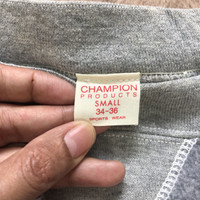 CHAMPION
PRODUCTS
SMALL
34-36
SPORTS WEAR